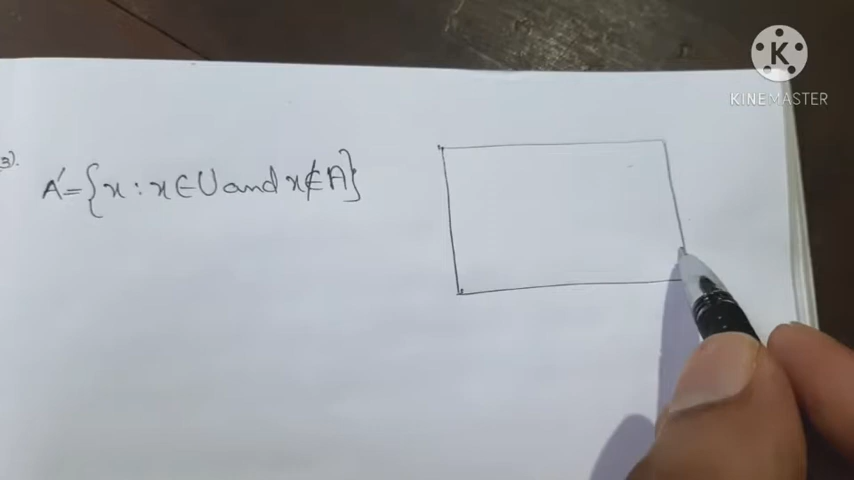 3).
A′={x : x∈U and x∉A}
K
KINEMASTER